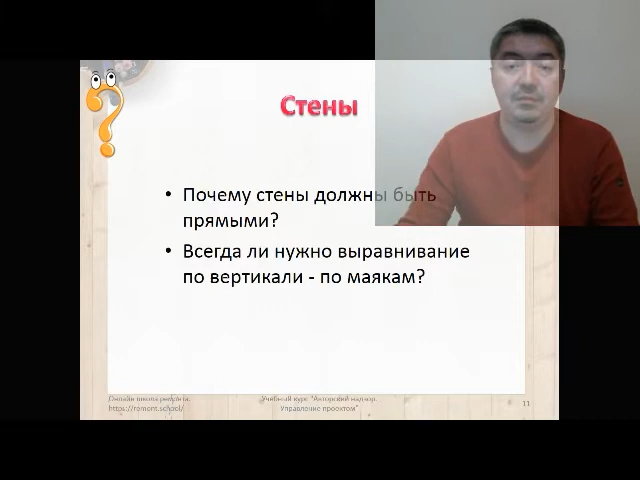 Стены
• Почему стены должны быть
прямыми?
• Всегда ли нужно выравнивание
по вертикали - по маякам?
Онлайн школа ремонта.
https://remont.school/
Учебный курс "Авторский надзор.
Управление проектом"
11